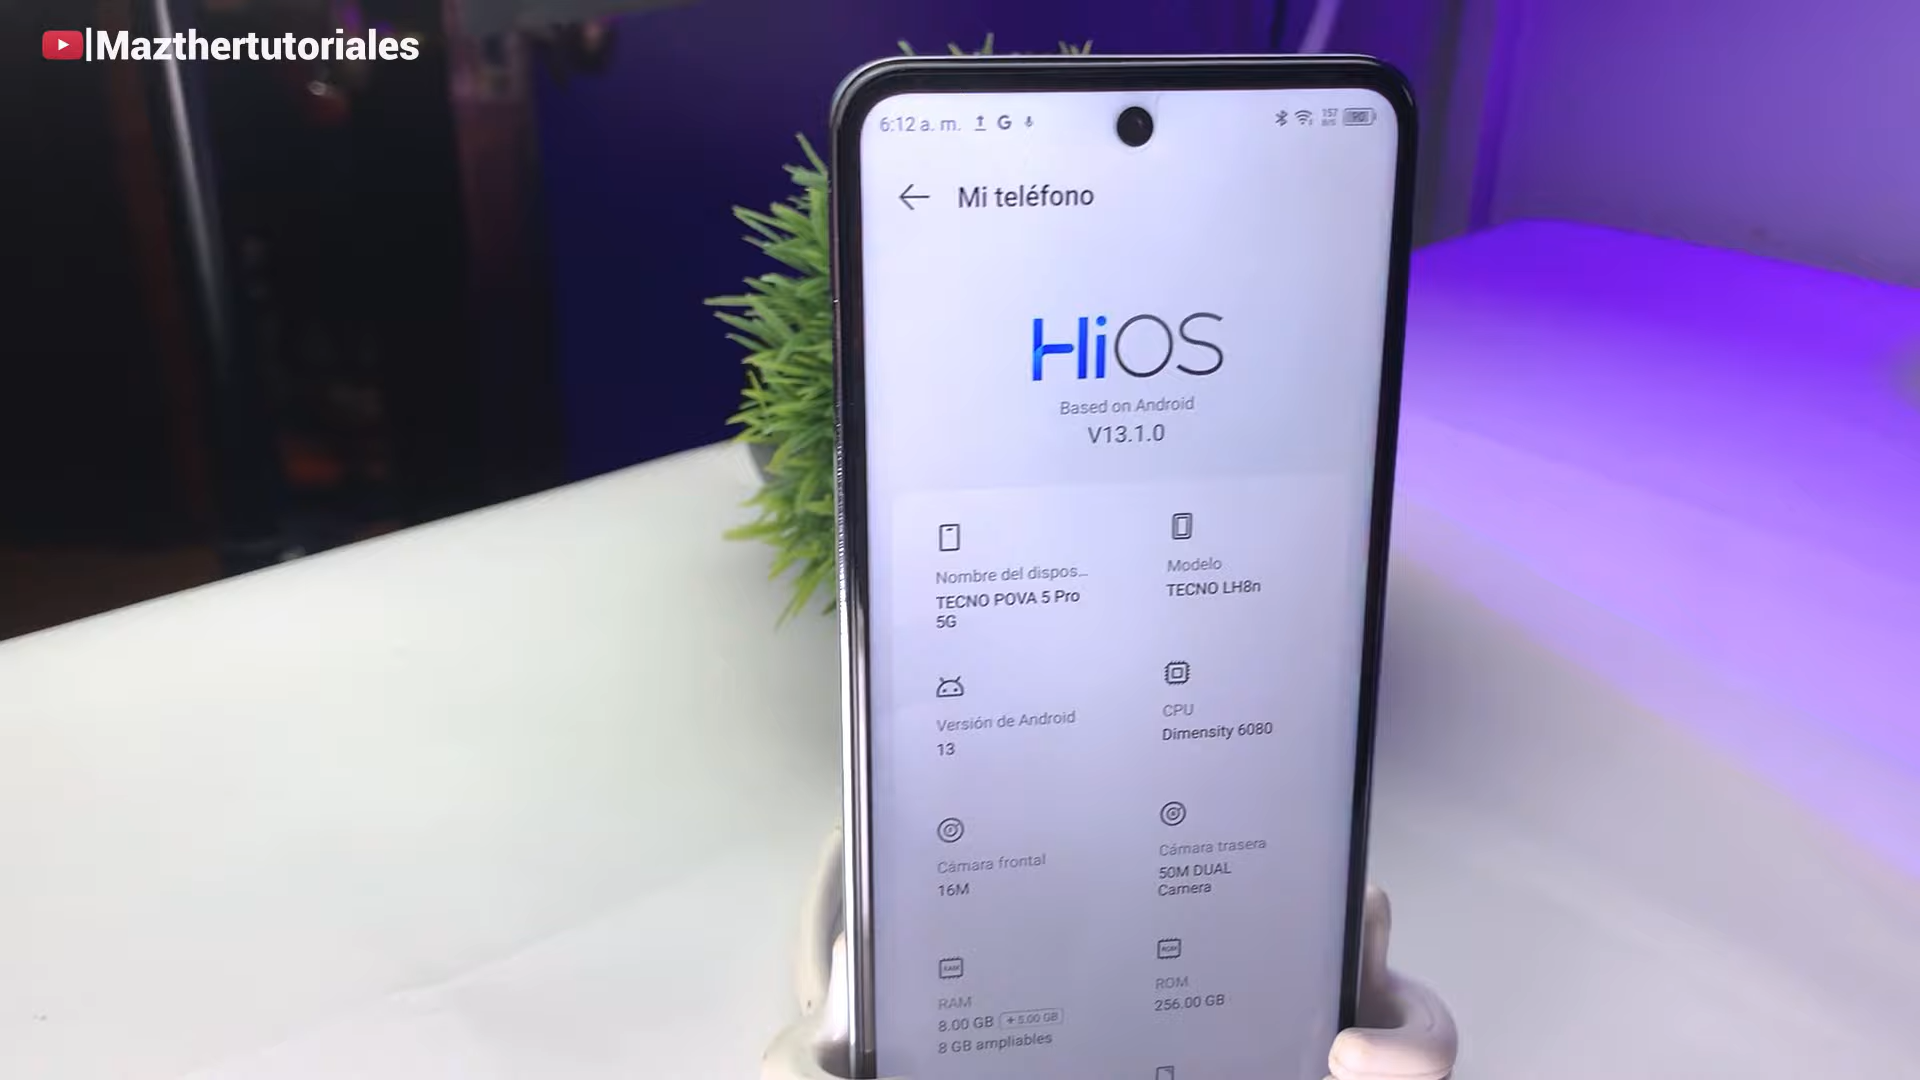 |Mazthertutoriales
6:12 a. m.
Mi teléfono
HiOS
Based on Android
V13.1.0
Nombre del dispos...
TECNO POVA 5 Pro
5G
Modelo
TECNO LH8n
Versión de Android
13
CPU
Dimensity 6080
Cámara frontal
16M
Cámara trasera
50M DUAL
Camera
RAM
8.00 GB + 5.00 GB
8 GB ampliables
ROM
256.00 GB